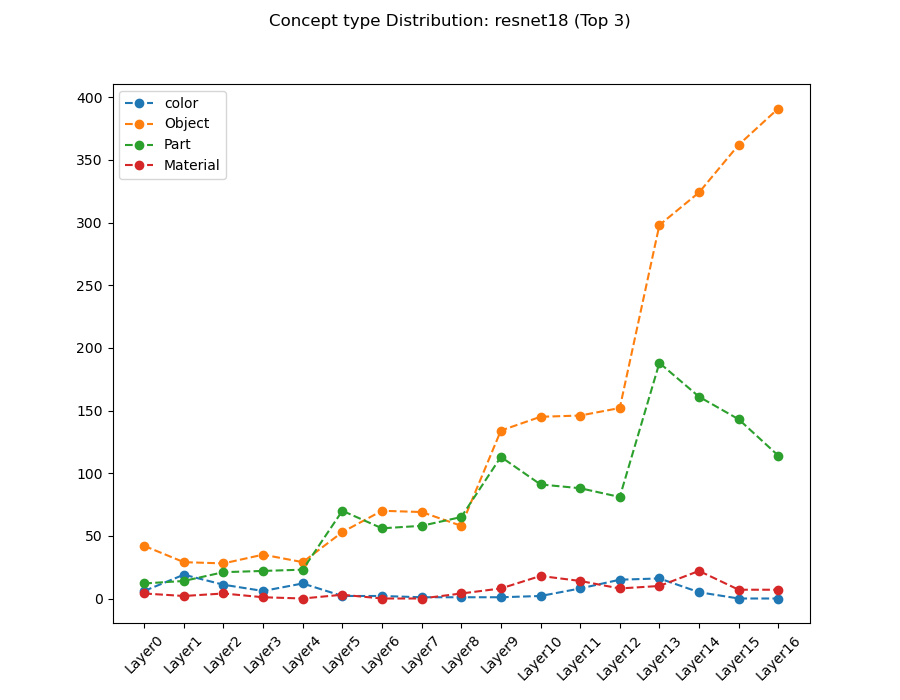 Concept type Distribution: resnet18 (Top 3)
color
Object
Part
Material
400
350
300
250
200
150
100
50
0
Layer0
Layer1
Layer2
Layer3
Layer4
Layer5
Layer6
Layer7
Layer8
Layer9
Layer10
Layer11
Layer12
Layer13
Layer14
Layer15
Layer16